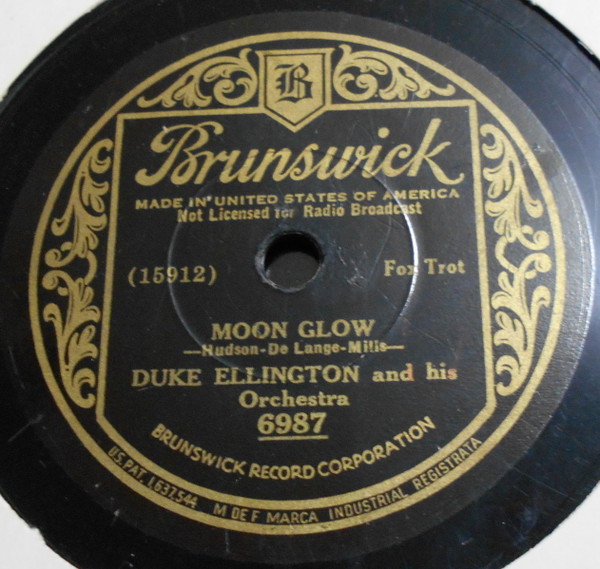 B
Brunswick
MADE IN UNITED STATES OF AMERICA
Not Licensed for Radio Broadcast
(15912)
Fox Trot
MOON GLOW
—Hudson-De Lange-Mills—
DUKE ELLINGTON and his
Orchestra
6987
BRUNSWICK RECORD CORPORATION
U.S. PAT. 1,637,544 M DE F MARCA INDUSTRIAL REGISTRATA